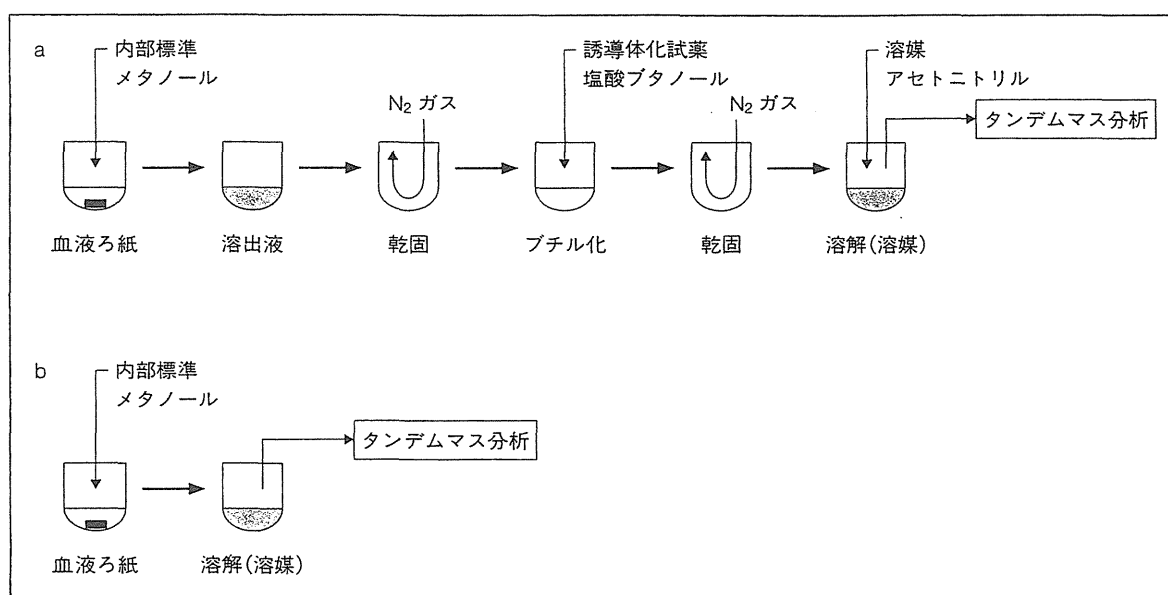 a
内部標準
メタノール
誘導体化試薬
塩酸ブタノール
溶媒
アセトニトリル
N₂ ガス
N₂ ガス
タンデムマス分析
血液ろ紙
溶出液
乾固
ブチル化
乾固
溶解(溶媒)
b
内部標準
メタノール
タンデムマス分析
血液ろ紙
溶解(溶媒)